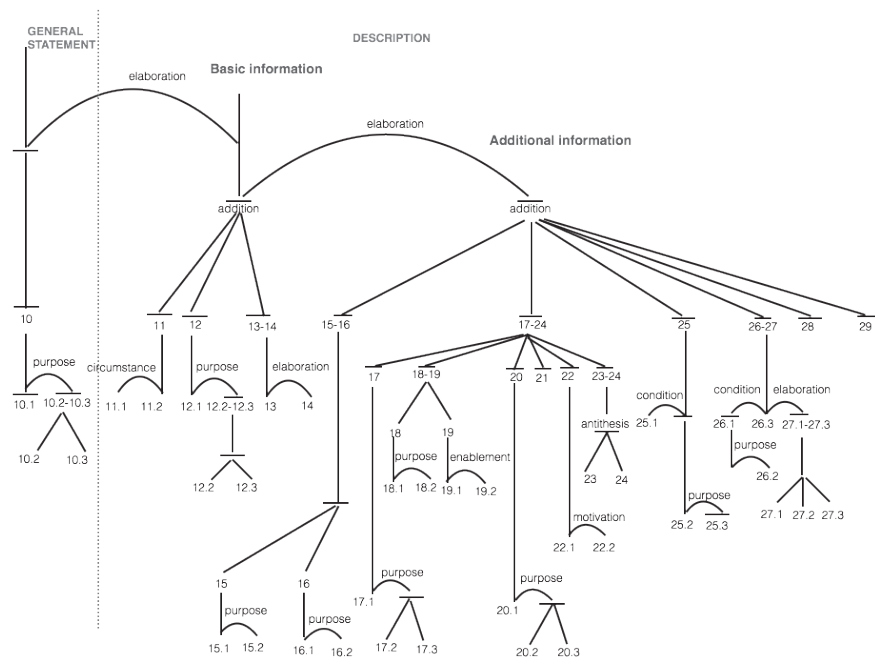 GENERAL
STATEMENT
DESCRIPTION
Basic information
elaboration
elaboration
Additional information
addition
addition
10
11
12
13-14
15-16
17-24
25
26-27
28
29
purpose
circumstance
purpose
elaboration
17
18-19
20
21
22
23-24
condition
condition
elaboration
10.1
10.2-10.3
11.1
11.2
12.1
12.2-12.3
13
14
25.1
26.1
26.3
27.1-27.3
18
19
antithesis
purpose
10.2
10.3
purpose
enablement
26.2
12.2
12.3
18.1
18.2
19.1
19.2
23
24
purpose
27.1
27.2
27.3
motivation
25.2
25.3
22.1
22.2
15
16
purpose
purpose
17.1
20.1
purpose
purpose
15.1
15.2
16.1
16.2
17.2
17.3
20.2
20.3